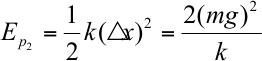 $E_{p_2} = \frac{1}{2} k(\triangle x)^2 = \frac{2(mg)^2}{k}$